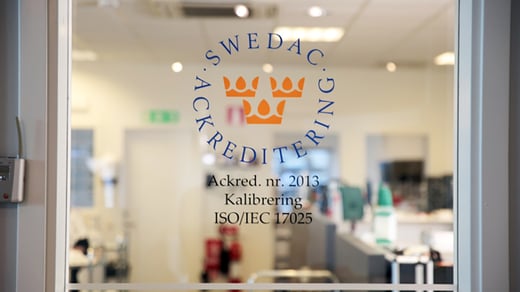 SWEDAC
ACKREDITERING
Ackred. nr. 2013
Kalibrering
ISO/IEC 17025